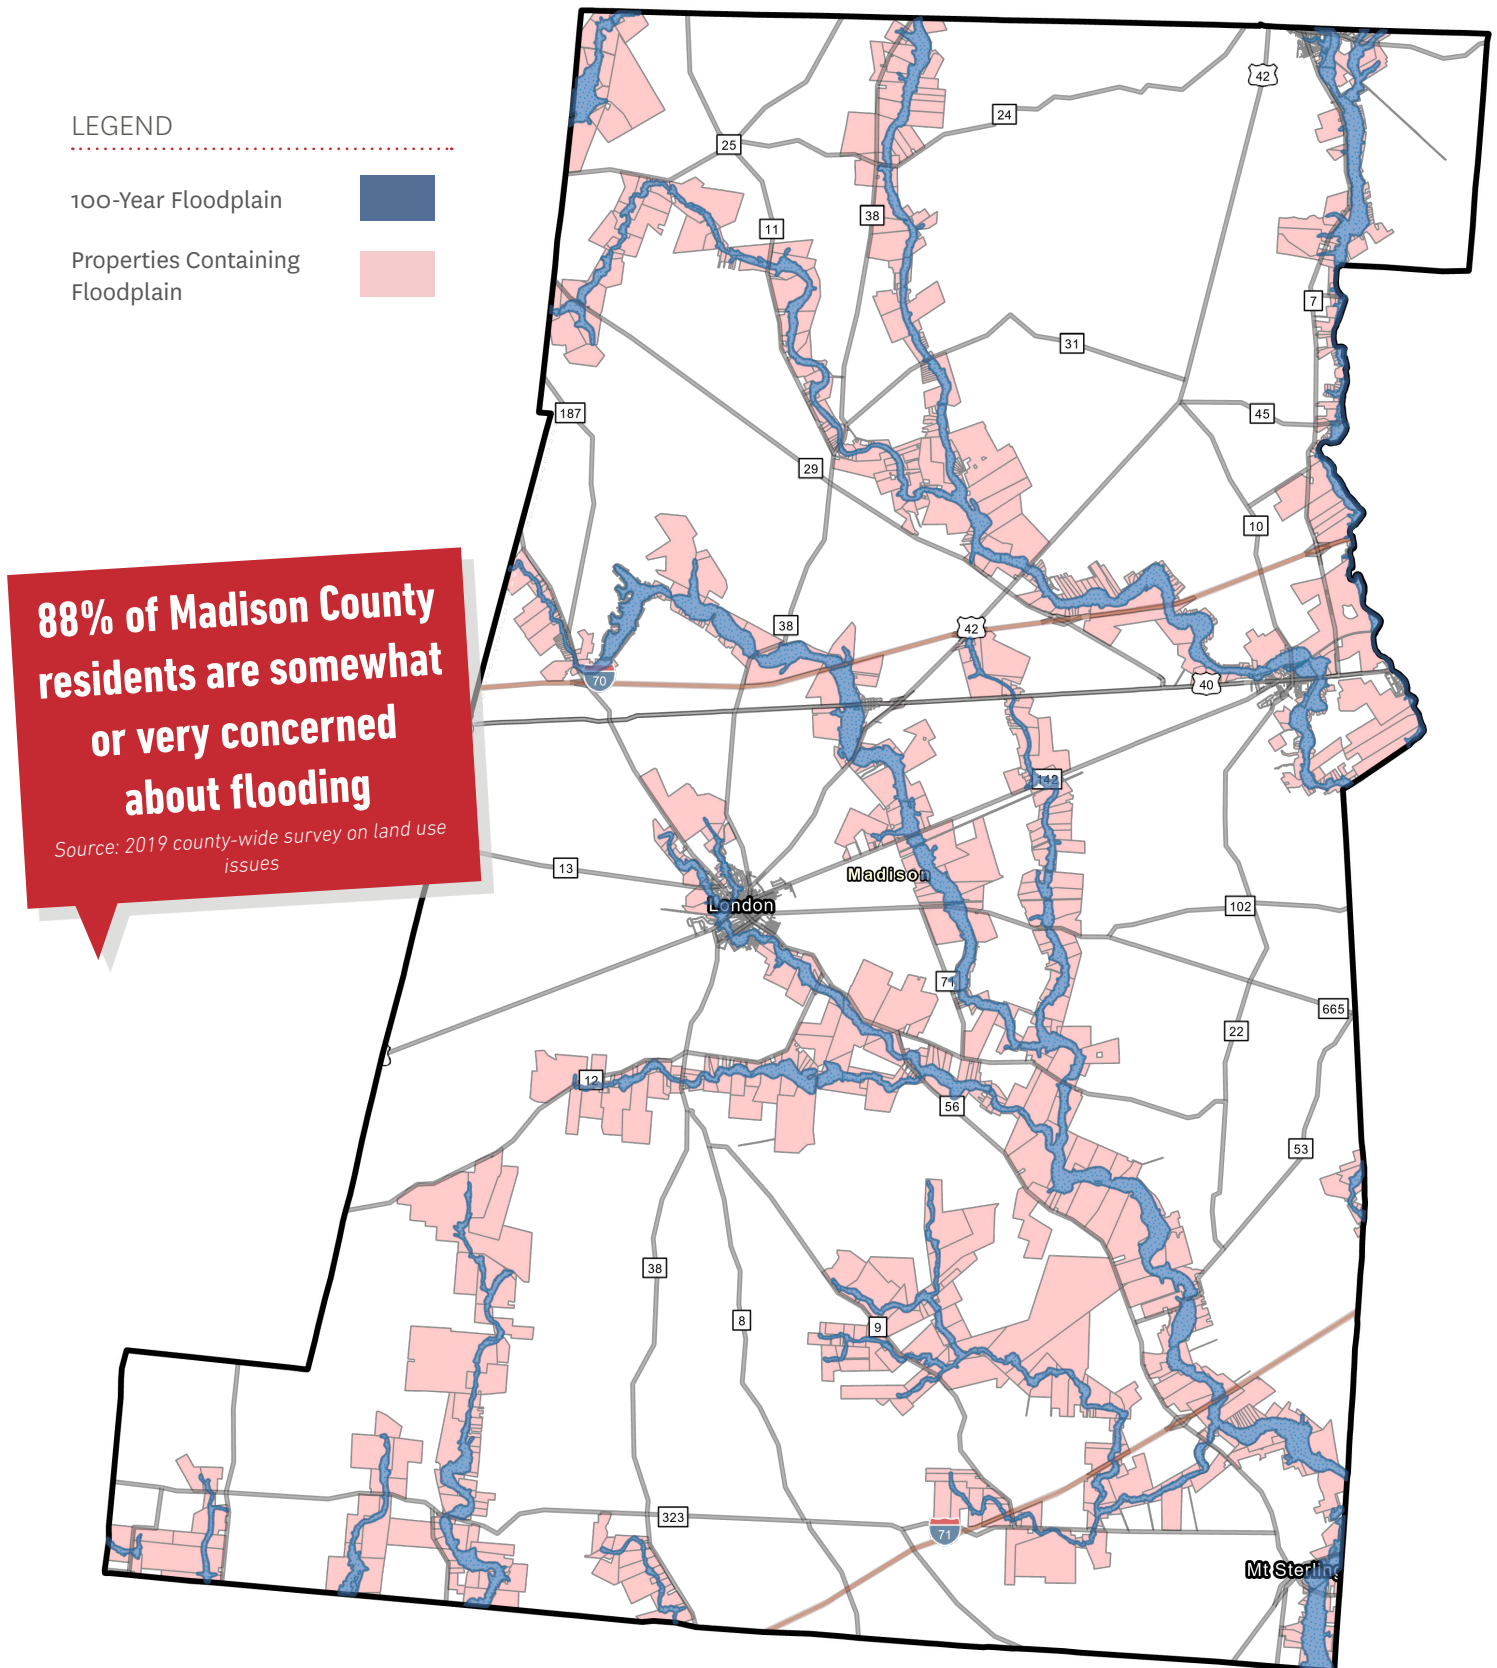 LEGEND
100-Year Floodplain
Properties Containing
Floodplain
88% of Madison County
residents are somewhat
or very concerned
about flooding
Source: 2019 county-wide survey on land use
issues
42
24
25
38
11
7
31
187
45
29
10
38
42
70
40
142
13
Madison
London
102
71
665
22
12
56
53
38
8
9
323
71
Mt Sterling